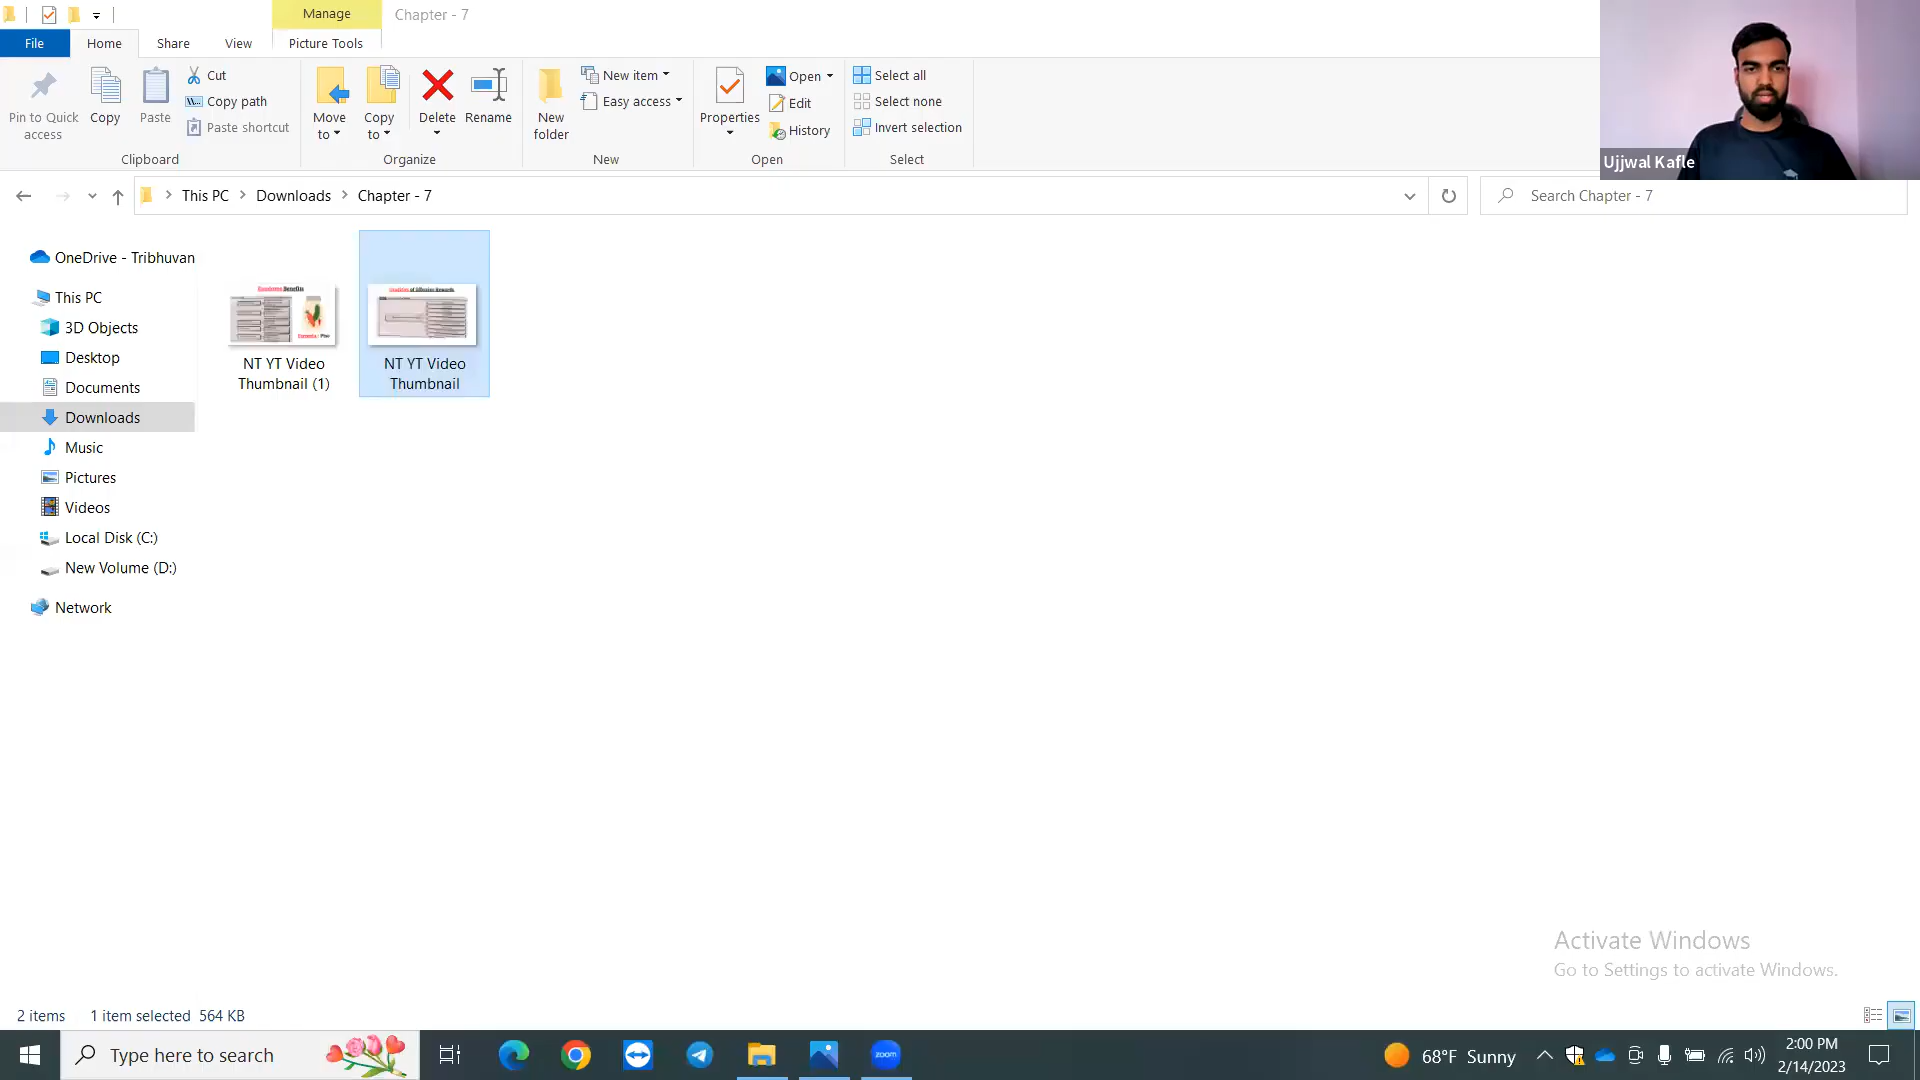 Manage
Chapter - 7
File
Home
Share
View
Picture Tools
Pin to Quick access
Copy
Paste
Cut
Copy path
Paste shortcut
Clipboard
Move to
Copy to
Delete
Rename
Organize
New folder
New item
Easy access
New
Properties
Open
Edit
History
Open
Select all
Select none
Invert selection
Select
Ujjwal Kafle
This PC
Downloads
Chapter - 7
Search Chapter - 7
OneDrive - Tribhuvan
This PC
3D Objects
Desktop
Documents
Downloads
Music
Pictures
Videos
Local Disk (C:)
New Volume (D:)
Network
Benefits
NT YT Video
Thumbnail (1)
NT YT Video
Thumbnail
Activate Windows
Go to Settings to activate Windows.
2 items
1 item selected 564 KB
Type here to search
zoom
68°F Sunny
2:00 PM
2/14/2023